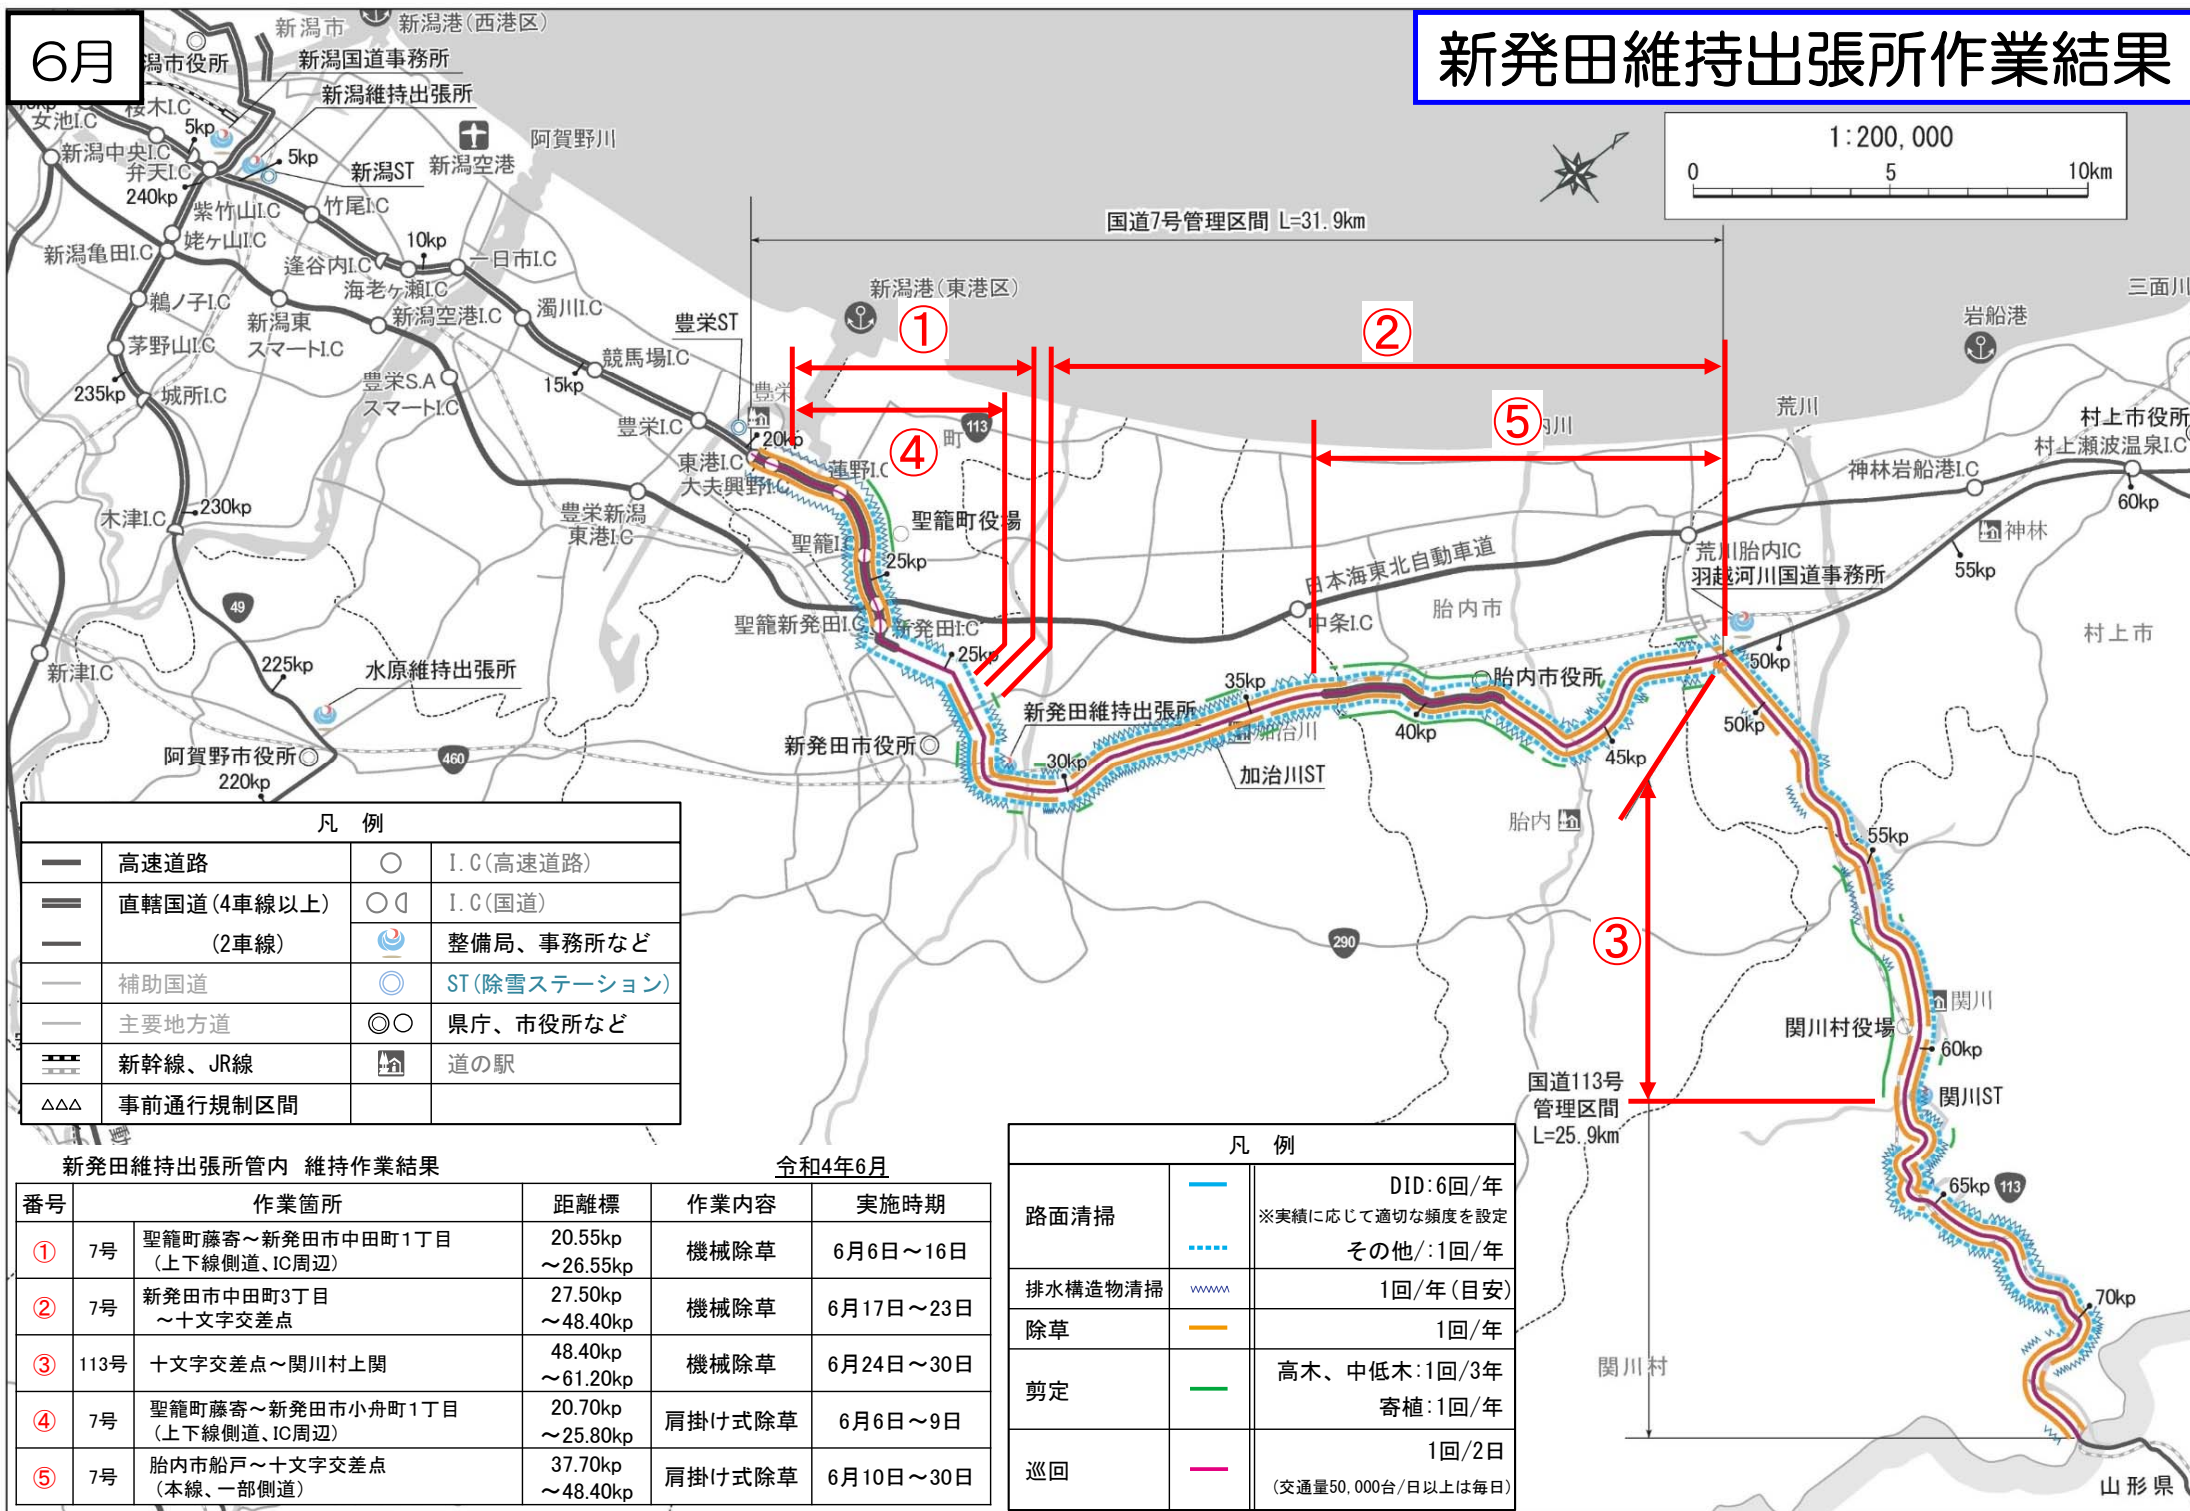 6月
新発田維持出張所作業結果
新潟市
新潟港(西港区)
潟市役所
新潟国道事務所
新潟維持出張所
桜木I.C
女池I.C
5kp
新潟中央I.C
弁天I.C
5kp
新潟ST
新潟空港
阿賀野川
240kp
紫竹山I.C
竹尾I.C
姥ヶ山I.C
新潟亀田I.C
10kp
逢谷内I.C
一日市I.C
海老ヶ瀬I.C
鵜ノ子I.C
新潟東
スマートI.C
新潟空港I.C
濁川I.C
茅野山I.C
競馬場I.C
15kp
235kp
城所I.C
豊栄S.A
スマートI.C
豊栄ST
豊栄
豊栄I.C
20kp
東港I.C
大夫興野I.C
蓮野I.C
木津I.C
230kp
豊栄新潟
東港I.C
聖籠I
聖籠町役場
25kp
49
聖籠新発田I.C
新発田I.C
25kp
新津I.C
225kp
水原維持出張所
阿賀野市役所
220kp
460
新発田市役所
新発田維持出張所
30kp
加治川
加治川ST
35kp
40kp
45kp
1:200,000
0 5 10km
国道7号管理区間 L=31.9km
新潟港(東港区)
① ② ④ ⑤ ③
町
113
内川
荒川
岩船港
三面川
村上市役所
村上瀬波温泉I.C
神林岩船港I.C
60kp
神林
55kp
荒川胎内IC
羽越河川国道事務所
日本海東北自動車道
中条I.C
胎内市
胎内市役所
村上市
50kp
50kp
胎内
55kp
290
関川
関川村役場
60kp
関川ST
国道113号
管理区間
L=25.9km
65kp
113
70kp
関川村
山形県
凡 例
高速道路 I.C(高速道路)
直轄国道(4車線以上) I.C(国道)
(2車線) 整備局、事務所など
補助国道 ST(除雪ステーション)
主要地方道 県庁、市役所など
新幹線、JR線 道の駅
事前通行規制区間
新発田維持出張所管内 維持作業結果 令和4年6月
番号 作業箇所 距離標 作業内容 実施時期
① 7号 聖籠町藤寄～新発田市中田町1丁目
(上下線側道、IC周辺) 20.55kp
～26.55kp 機械除草 6月6日～16日
② 7号 新発田市中田町3丁目
～十文字交差点 27.50kp
～48.40kp 機械除草 6月17日～23日
③ 113号 十文字交差点～関川村上関 48.40kp
～61.20kp 機械除草 6月24日～30日
④ 7号 聖籠町藤寄～新発田市小舟町1丁目
(上下線側道、IC周辺) 20.70kp
～25.80kp 肩掛け式除草 6月6日～9日
⑤ 7号 胎内市船戸～十文字交差点
(本線、一部側道) 37.70kp
～48.40kp 肩掛け式除草 6月10日～30日
凡 例
路面清掃 DID:6回/年
※実績に応じて適切な頻度を設定
その他/:1回/年
排水構造物清掃 1回/年(目安)
除草 1回/年
剪定 高木、中低木:1回/3年
寄植:1回/年
巡回 1回/2日
(交通量50,000台/日以上は毎日)